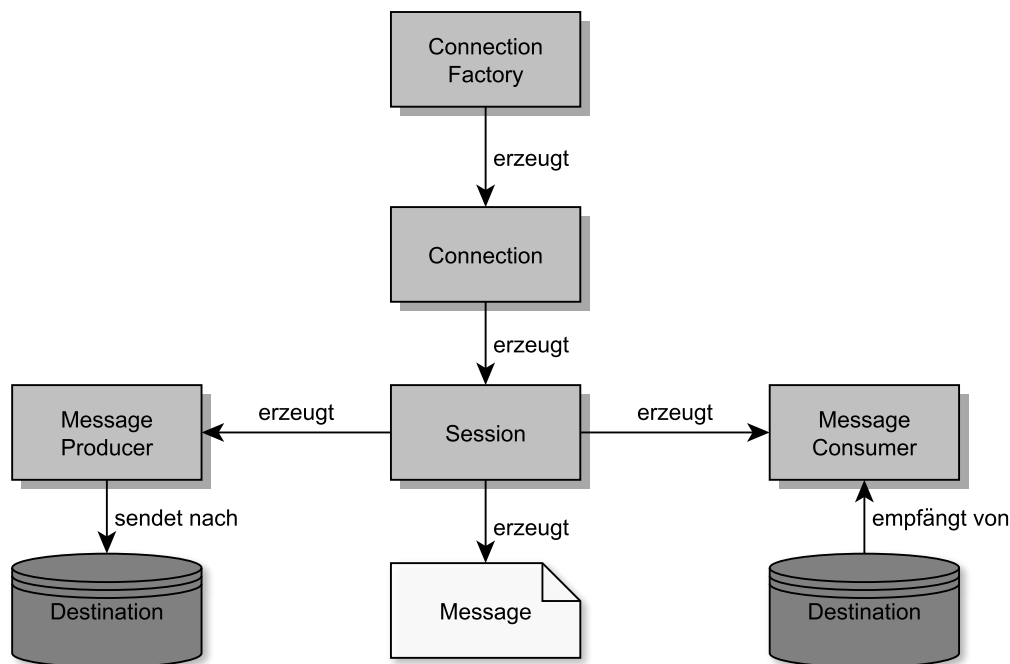 Connection
Factory
erzeugt
Connection
erzeugt
Message
Producer
erzeugt
Session
erzeugt
Message
Consumer
sendet nach
erzeugt
empfängt von
Destination
Message
Destination